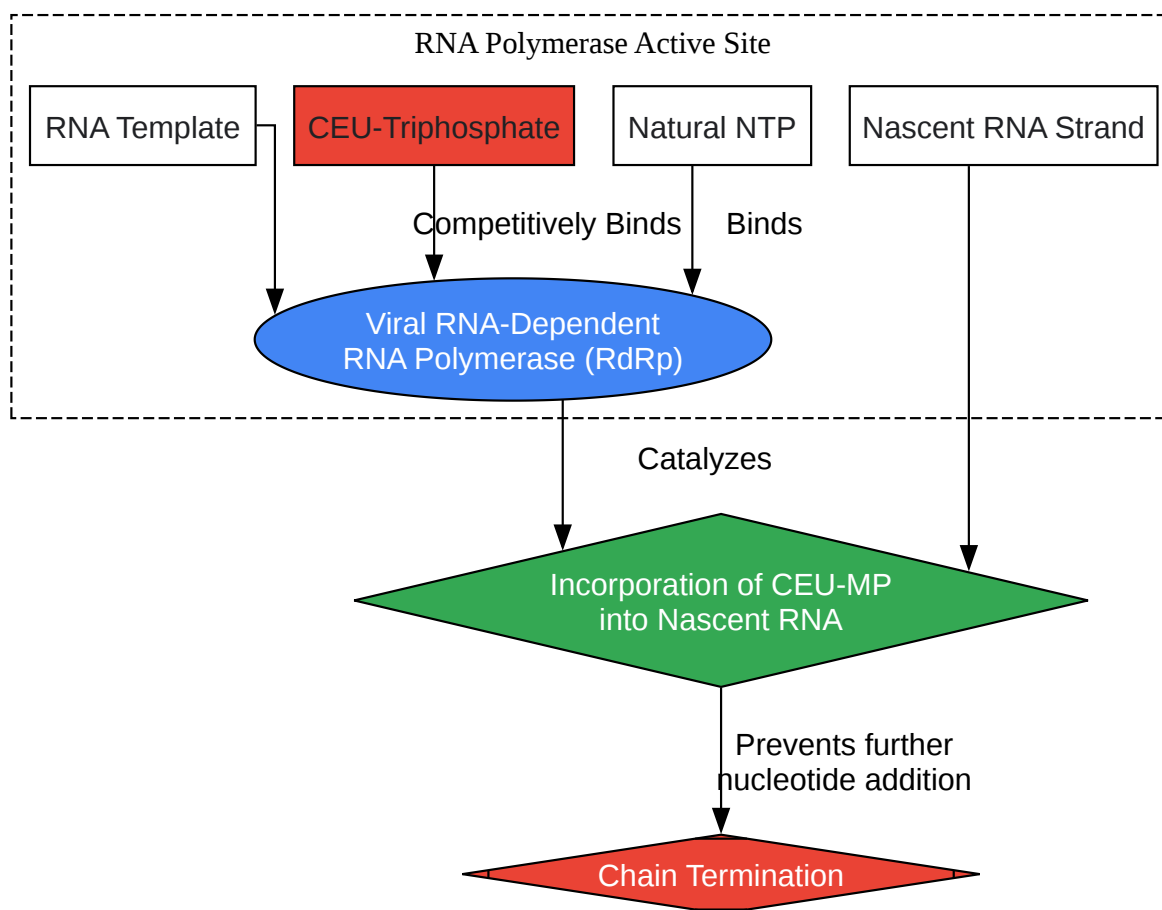 RNA Polymerase Active Site
RNA Template
CEU-Triphosphate
Natural NTP
Nascent RNA Strand
Competitively Binds
Binds
Viral RNA-Dependent
RNA Polymerase (RdRp)
Catalyzes
Incorporation of CEU-MP
into Nascent RNA
Prevents further
nucleotide addition
Chain Termination